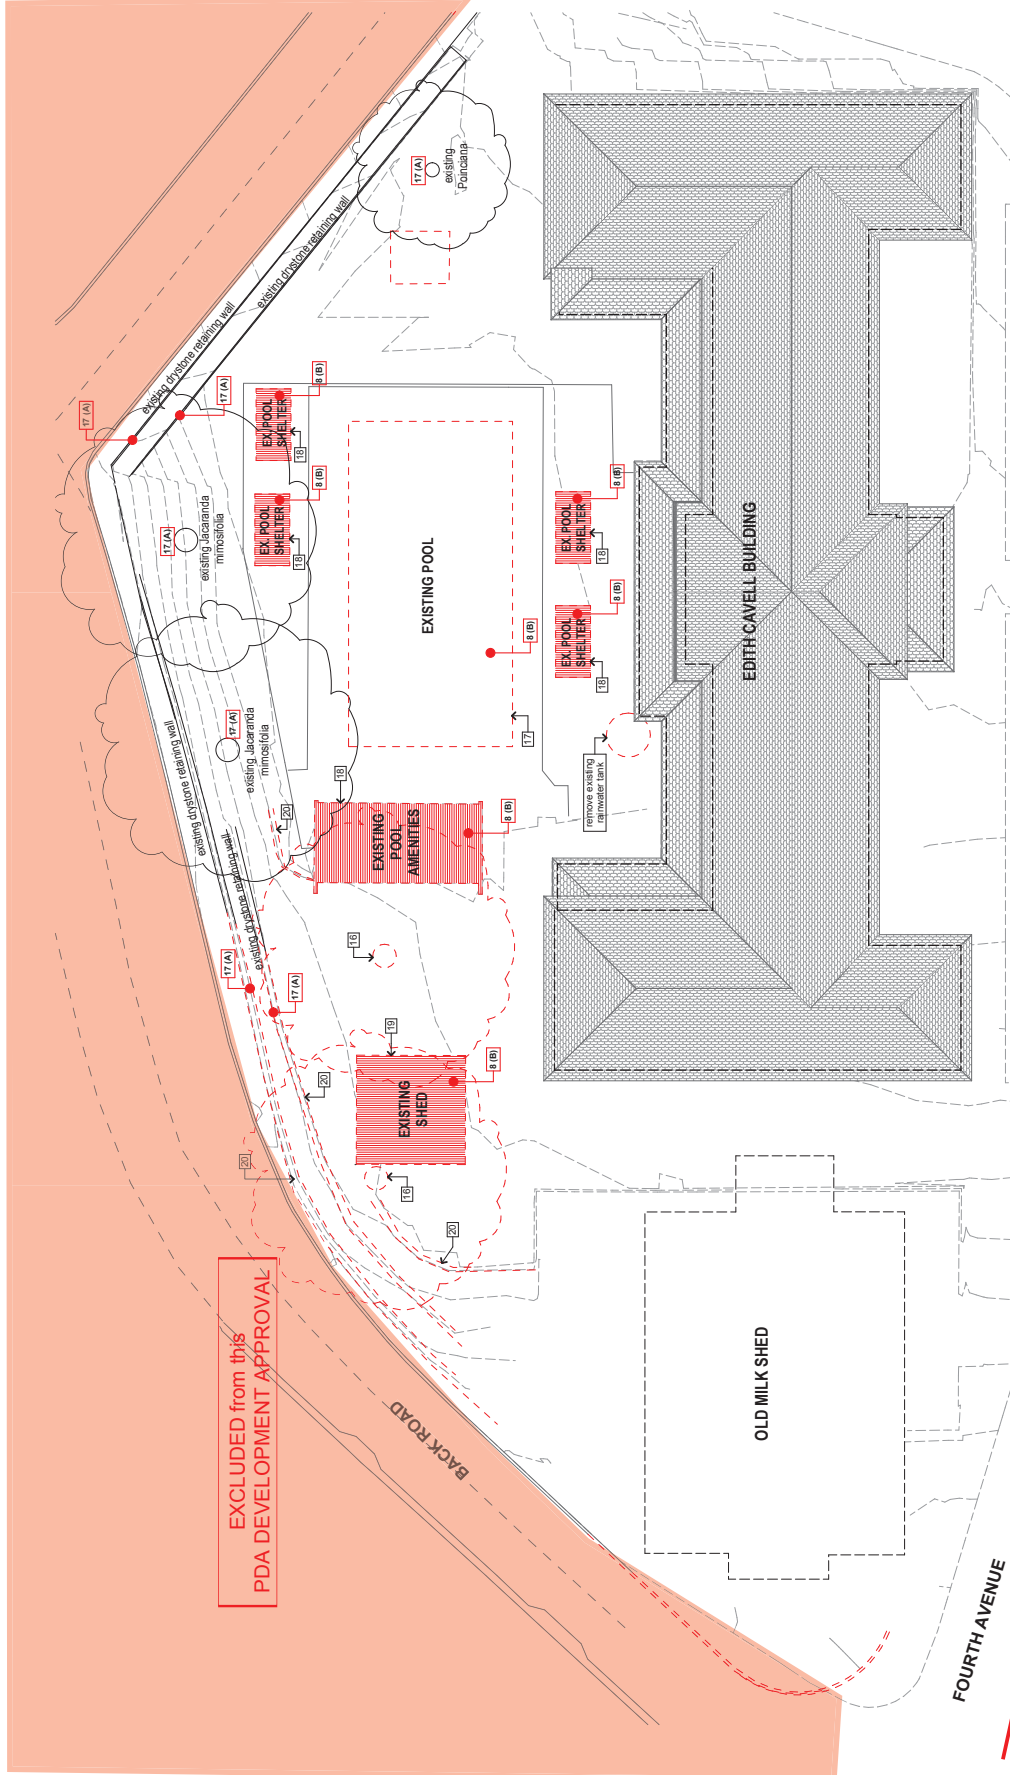 17 (A)
existing
Poinciana
existing drystone retaining wall
existing drystone retaining wall
17 (A)
17 (A)
8 (B)
EX. POOL
SHELTER
18
8 (B)
EX. POOL
SHELTER
18
17 (A)
existing Jacaranda
mimosifolia
8 (B)
EX. POOL
SHELTER
18
8 (B)
EX. POOL
SHELTER
18
EXISTING POOL
8 (B)
17
EDITH CAVELL BUILDING
17 (A)
existing Jacaranda
mimosifolia
existing drystone retaining wall
existing drystone retaining wall
remove existing
rainwater tank
18
20
EXISTING
POOL
AMENITIES
8 (B)
16
17 (A)
17 (A)
19
EXISTING
SHED
8 (B)
20
20
16
20
EXCLUDED from this
PDA DEVELOPMENT APPROVAL
BACK ROAD
OLD MILK SHED
FOURTH AVENUE